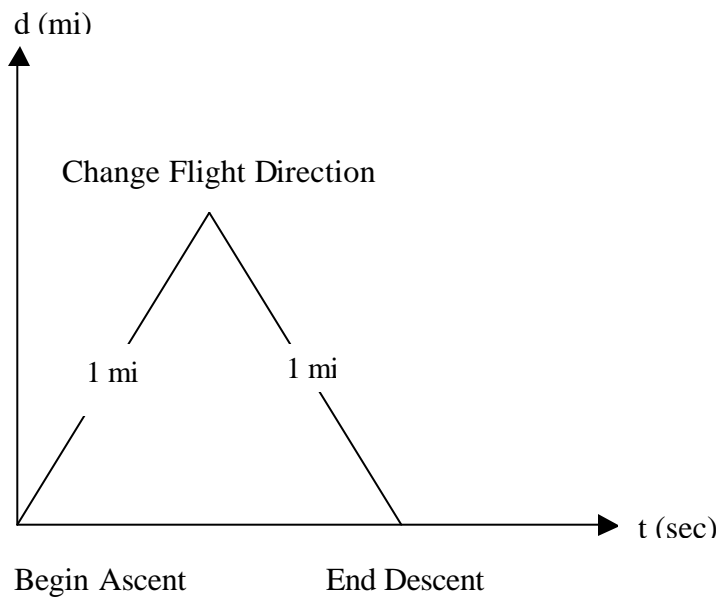 d (mi)
Change Flight Direction
1 mi
1 mi
t (sec)
Begin Ascent
End Descent